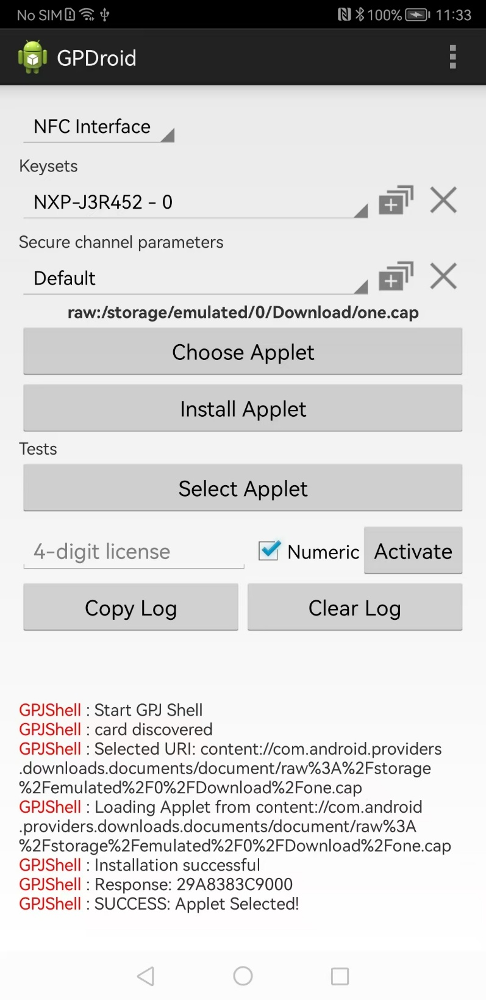 No SIM 100% 11:33
GPDroid
NFC Interface
Keysets
NXP-J3R452 - 0
Secure channel parameters
Default
raw:/storage/emulated/0/Download/one.cap
Choose Applet
Install Applet
Tests
Select Applet
4-digit license Numeric Activate
Copy Log Clear Log
GPJShell : Start GPJ Shell
GPJShell : card discovered
GPJShell : Selected URI: content://com.android.providers
.downloads.documents/document/raw%3A%2Fstorage
%2Femulated%2F0%2FDownload%2Fone.cap
GPJShell : Loading Applet from content://com.android
.providers.downloads.documents/document/raw%3A
%2Fstorage%2Femulated%2F0%2FDownload%2Fone.cap
GPJShell : Installation successful
GPJShell : Response: 29A8383C9000
GPJShell : SUCCESS: Applet Selected!